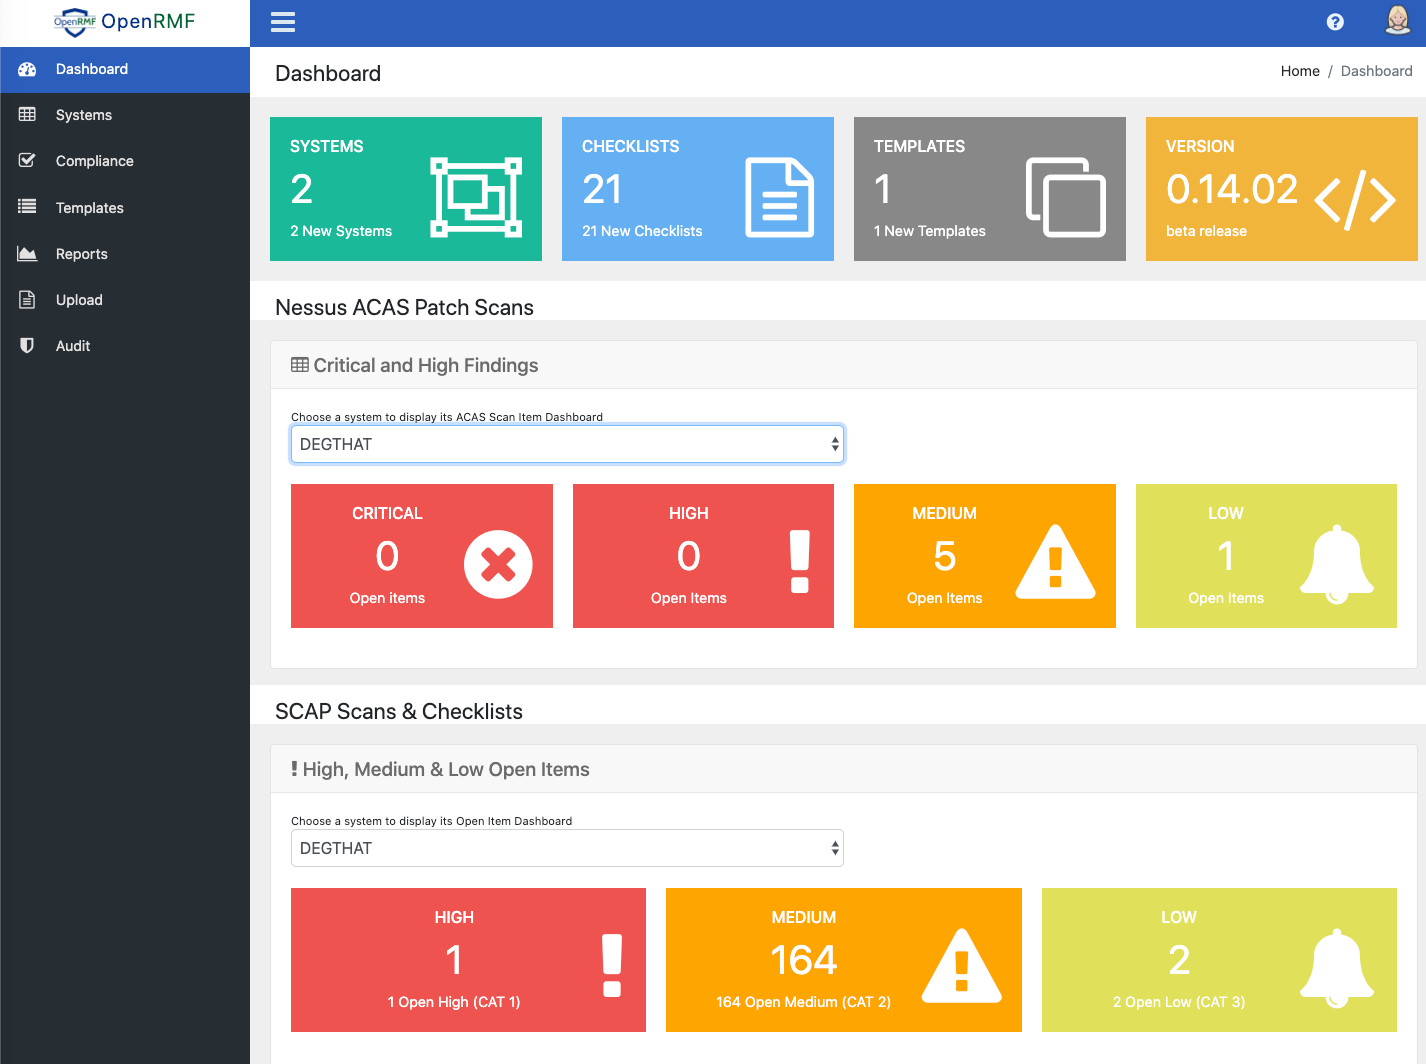 OpenRMF OpenRMF
Dashboard
Systems
Compliance
Templates
Reports
Upload
Audit
?
Dashboard
Home / Dashboard
SYSTEMS
2
2 New Systems
CHECKLISTS
21
21 New Checklists
TEMPLATES
1
1 New Templates
VERSION
0.14.02
beta release
Nessus ACAS Patch Scans
Critical and High Findings
Choose a system to display its ACAS Scan Item Dashboard
DEGTHAT
CRITICAL
0
Open items
HIGH
0
Open Items
MEDIUM
5
Open Items
LOW
1
Open Items
SCAP Scans & Checklists
High, Medium & Low Open Items
Choose a system to display its Open Item Dashboard
DEGTHAT
HIGH
1
1 Open High (CAT 1)
MEDIUM
164
164 Open Medium (CAT 2)
LOW
2
2 Open Low (CAT 3)